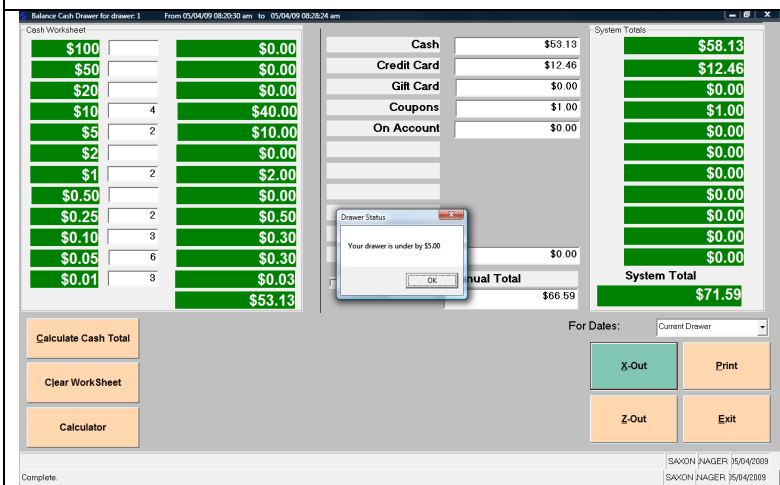 Balance Cash Drawer for drawer: 1 From 05/04/09 08:20:30 am to 05/04/09 08:28:24 am
Cash Worksheet
$100 $0.00
$50 $0.00
$20 $0.00
$10 4 $40.00
$5 2 $10.00
$2 $0.00
$1 2 $2.00
$0.50 $0.00
$0.25 2 $0.50
$0.10 3 $0.30
$0.05 6 $0.30
$0.01 3 $0.03
$53.13
Cash $53.13
Credit Card $12.46
Gift Card $0.00
Coupons $1.00
On Account $0.00
Drawer Status
Your drawer is under by $5.00
OK
$0.00
nual Total
$66.59
System Totals
$58.13
$12.46
$0.00
$1.00
$0.00
$0.00
$0.00
$0.00
$0.00
$0.00
$0.00
System Total
$71.59
Calculate Cash Total
Clear WorkSheet
Calculator
For Dates: Current Drawer
X-Out Print
Z-Out Exit
SAXON NAGER 05/04/2009
Complete. SAXON NAGER 05/04/2009